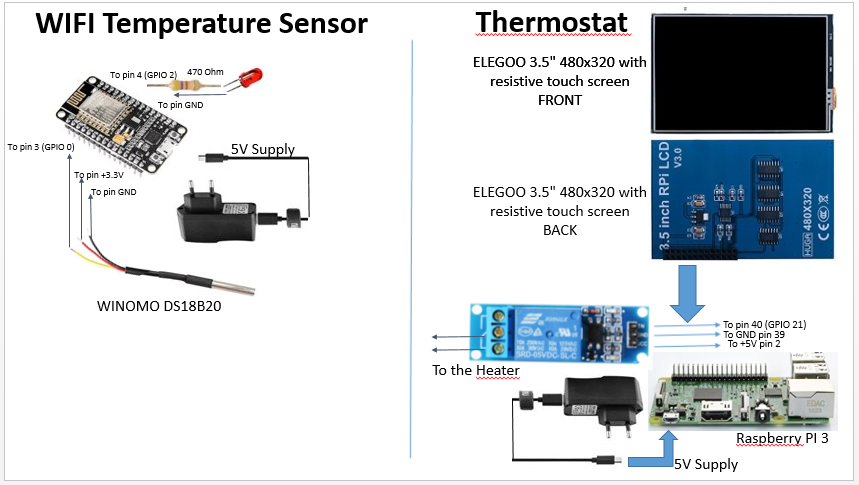 WIFI Temperature Sensor
To pin 4 (GPIO 2)
470 Ohm
To pin GND
To pin 3 (GPIO 0)
5V Supply
To pin +3.3V
To pin GND
WINOMO DS18B20
Thermostat
ELEGOO 3.5" 480x320 with
resistive touch screen
FRONT
ELEGOO 3.5" 480x320 with
resistive touch screen
BACK
3.5 inch RPi LCD
V3.0
480X320
To pin 40 (GPIO 21)
To GND pin 39
To +5V pin 2
SRD-05VDC-SL-C
To the Heater
EDAC
Raspberry PI 3
5V Supply